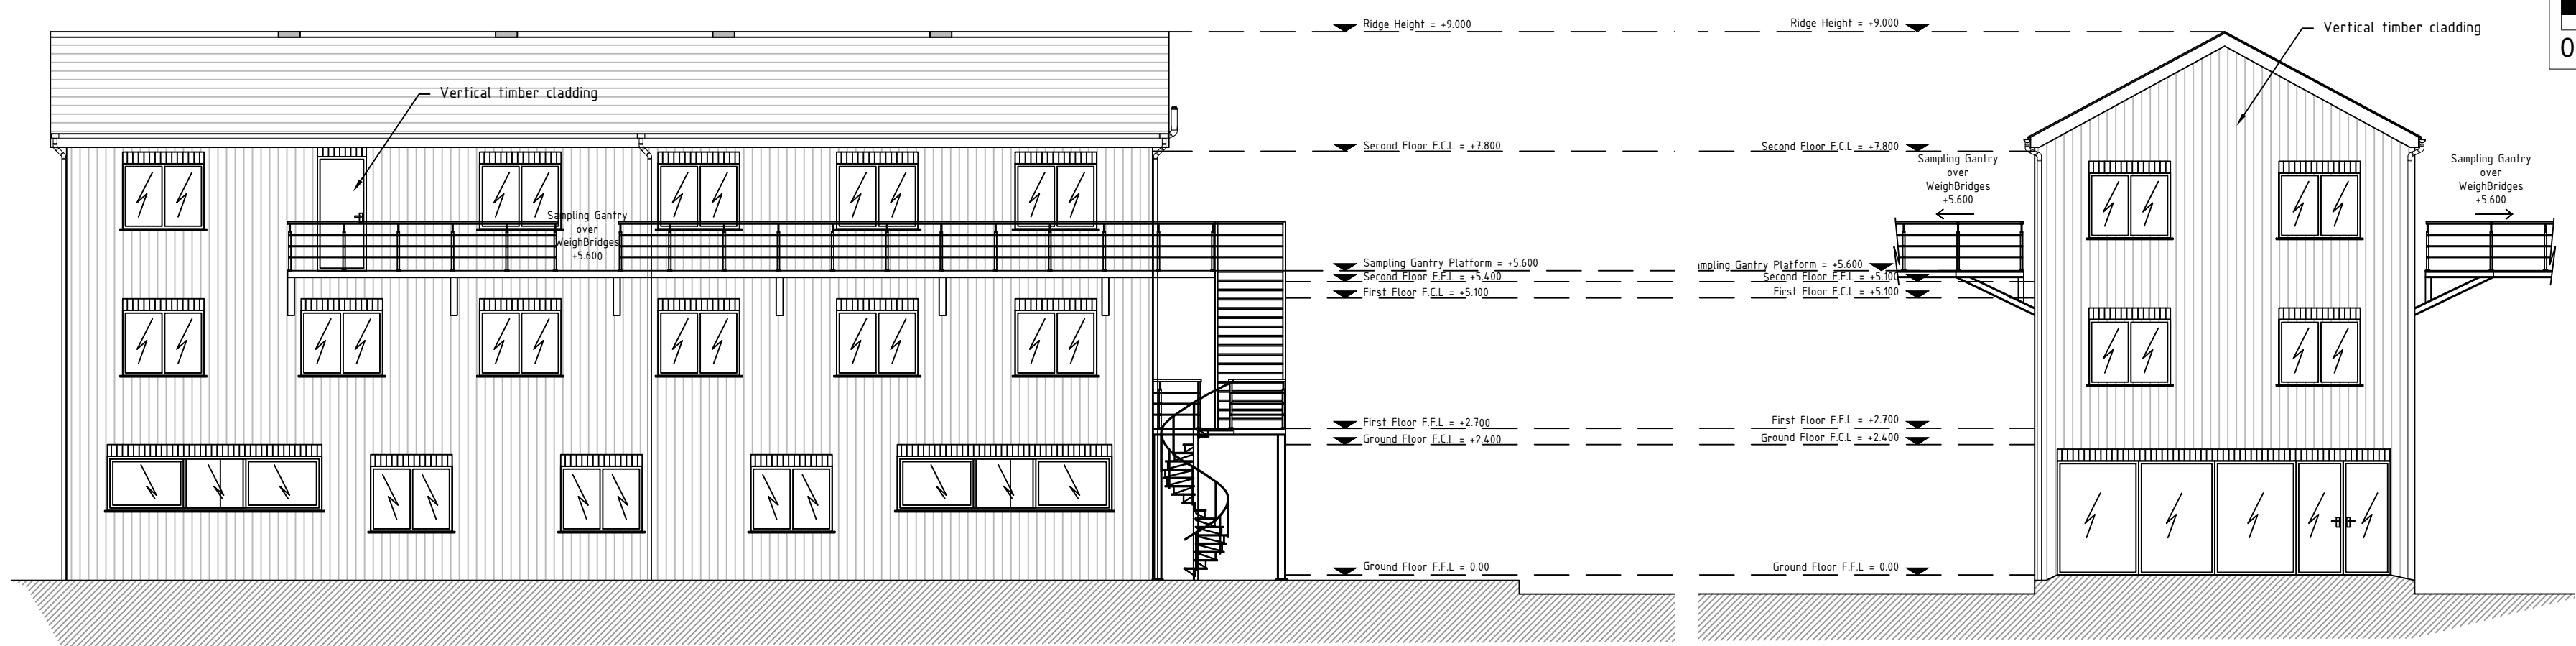 Ridge Height = +9.000
Vertical timber cladding
Second Floor F.C.L = +7.800
Sampling Gantry
over
WeighBridges
+5.600
Sampling Gantry Platform = +5.600
Second Floor F.F.L = +5.400
First Floor F.C.L = +5.100
First Floor F.F.L = +2.700
Ground Floor F.C.L = +2.400
Ground Floor F.F.L = 0.00
Ridge Height = +9.000
Vertical timber cladding
0
Second Floor F.C.L = +7.800
Sampling Gantry
over
WeighBridges
+5.600
Sampling Gantry
over
WeighBridges
+5.600
ampling Gantry Platform = +5.600
Second Floor F.F.L = +5.100
First Floor F.C.L = +5.100
First Floor F.F.L = +2.700
Ground Floor F.C.L = +2.400
Ground Floor F.F.L = 0.00